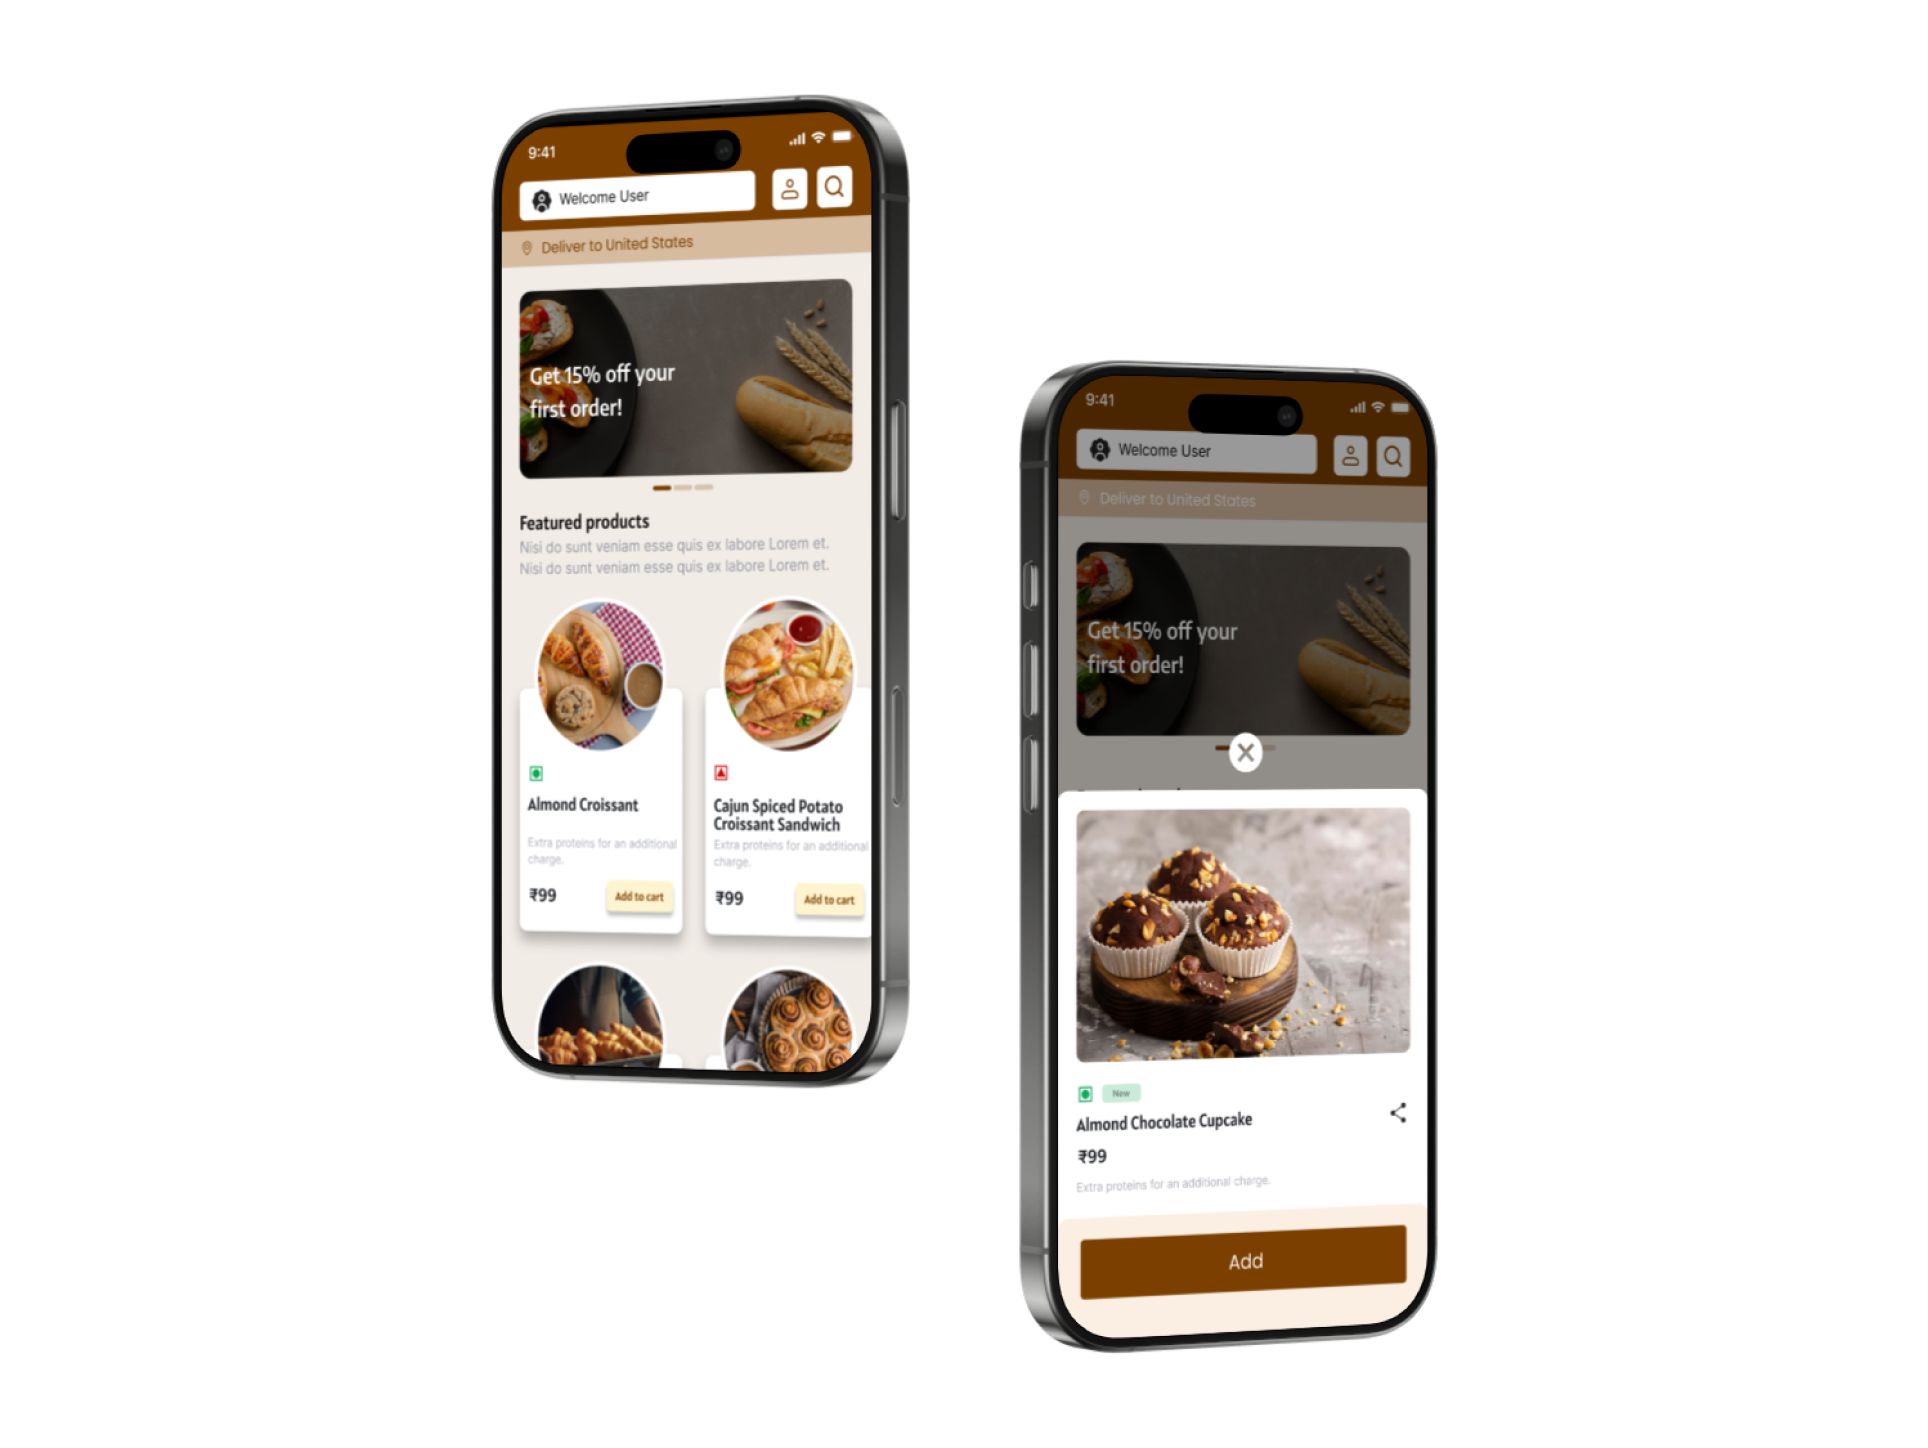 9:41
Welcome User
Deliver to United States
Get 15% off your
first order!
Featured products
Nisi do sunt veniam esse quis ex labore Lorem et.
Nisi do sunt veniam esse quis ex labore Lorem et.
Almond Croissant
Extra proteins for an additional
charge.
₹99
Add to cart
Cajun Spiced Potato
Croissant Sandwich
Extra proteins for an additional
charge.
₹99
Add to cart
9:41
Welcome User
Deliver to United States
Get 15% off your
first order!
New
Almond Chocolate Cupcake
₹99
Extra proteins for an additional charge.
Add